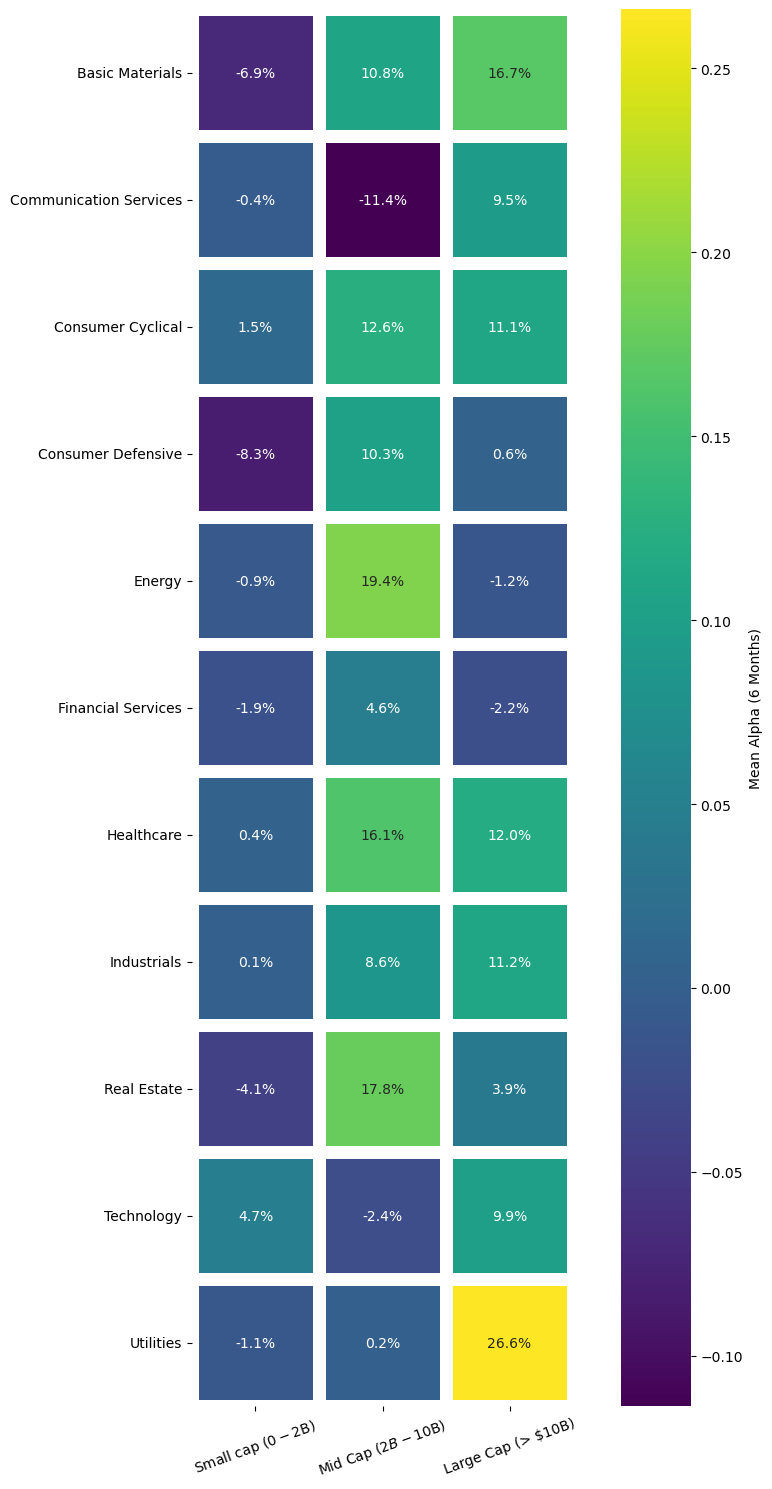 Basic Materials -6.9% 10.8% 16.7%
Communication Services -0.4% -11.4% 9.5%
Consumer Cyclical 1.5% 12.6% 11.1%
Consumer Defensive -8.3% 10.3% 0.6%
Energy -0.9% 19.4% -1.2%
Financial Services -1.9% 4.6% -2.2%
Healthcare 0.4% 16.1% 12.0%
Industrials 0.1% 8.6% 11.2%
Real Estate -4.1% 17.8% 3.9%
Technology 4.7% -2.4% 9.9%
Utilities -1.1% 0.2% 26.6%
Small cap (0 − 2B)
Mid Cap (2B − 10B)
Large Cap (> $10B)
0.25
0.20
0.15
0.10
0.05
0.00
−0.05
−0.10
Mean Alpha (6 Months)